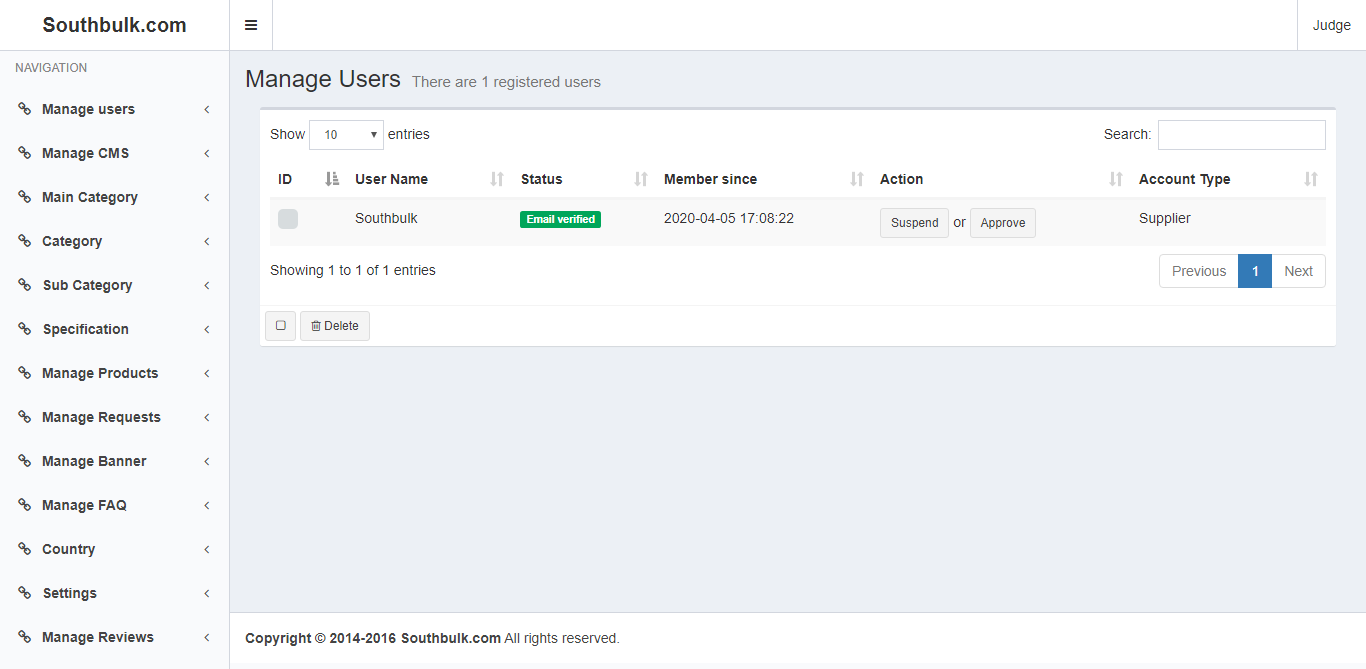 Southbulk.com
Judge
NAVIGATION
Manage users
Manage CMS
Main Category
Category
Sub Category
Specification
Manage Products
Manage Requests
Manage Banner
Manage FAQ
Country
Settings
Manage Reviews
Manage Users There are 1 registered users
Show 10 entries Search:
ID User Name Status Member since Action Account Type
Southbulk Email verified 2020-04-05 17:08:22 Suspend or Approve Supplier
Showing 1 to 1 of 1 entries Previous 1 Next
Delete
Copyright © 2014-2016 Southbulk.com All rights reserved.